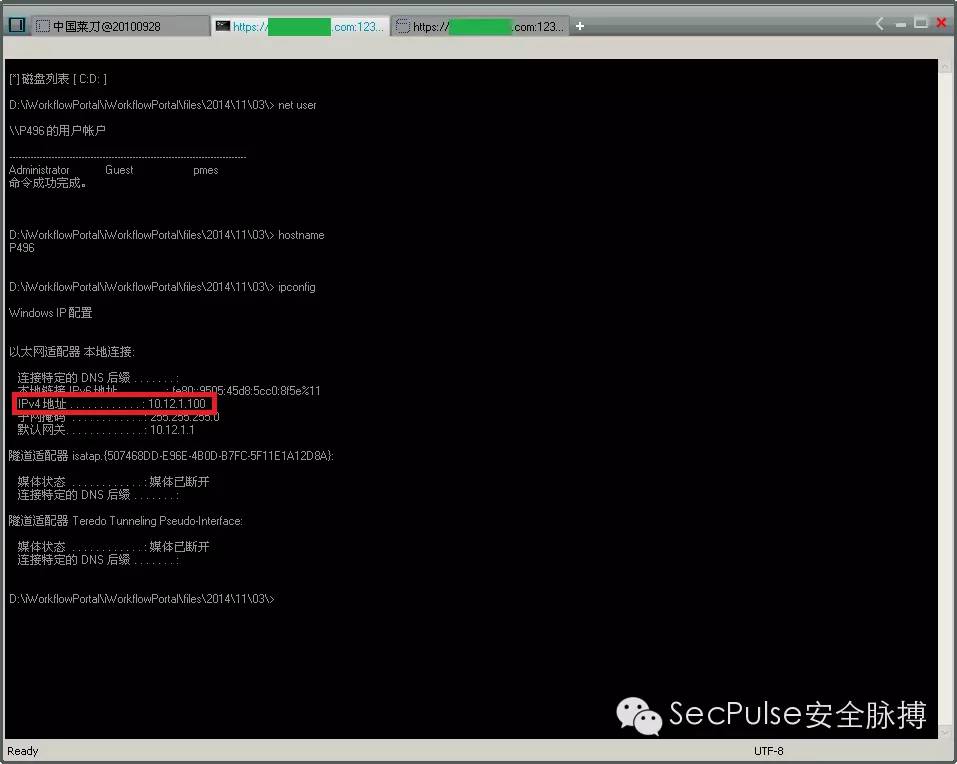 中国菜刀@20100928
https:// .com:123...
https:// .com:123...
+
[*]磁盘列表 [ C:D: ]
D:\iWorkflowPortal\iWorkflowPortal\files\2014\11\03\> net user
\\P496 的用户帐户
-------------------------------------------------------------------------------
Administrator Guest pmes
命令成功完成。
D:\iWorkflowPortal\iWorkflowPortal\files\2014\11\03\> hostname
P496
D:\iWorkflowPortal\iWorkflowPortal\files\2014\11\03\> ipconfig
Windows IP 配置
以太网适配器 本地连接:
连接特定的 DNS 后缀 . . . . . . . :
本地链接 IPv6 地址. . . . . . . . : fe80::9505:45d8:5cc0:8f5e%11
IPv4 地址 . . . . . . . . . . . . : 10.12.1.100
子网掩码 . . . . . . . . . . . . : 255.255.255.0
默认网关. . . . . . . . . . . . . : 10.12.1.1
隧道适配器 isatap.{507468DD-E96E-4B0D-B7FC-5F11E1A12D8A}:
媒体状态 . . . . . . . . . . . . : 媒体已断开
连接特定的 DNS 后缀 . . . . . . . :
隧道适配器 Teredo Tunneling Pseudo-Interface:
媒体状态 . . . . . . . . . . . . : 媒体已断开
连接特定的 DNS 后缀 . . . . . . . :
D:\iWorkflowPortal\iWorkflowPortal\files\2014\11\03\>
SecPulse安全脉搏
Ready UTF-8